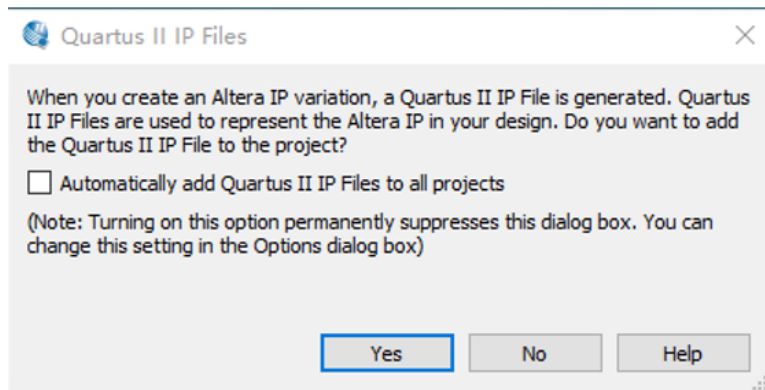 Quartus II IP Files
When you create an Altera IP variation, a Quartus II IP File is generated. Quartus
II IP Files are used to represent the Altera IP in your design. Do you want to add
the Quartus II IP File to the project?
Automatically add Quartus II IP Files to all projects
(Note: Turning on this option permanently suppresses this dialog box. You can
change this setting in the Options dialog box)
Yes No Help